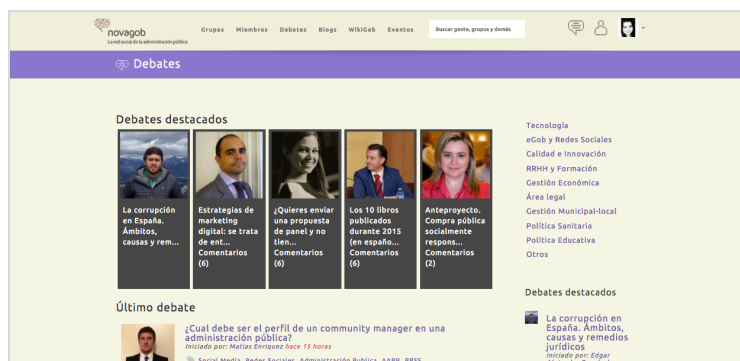 novagob
La red social de la administración pública
Grupos Miembros Debates Blogs WikiGob Eventos
Buscar gente, grupos y demás
Debates
Debates destacados
La corrupción
en España.
Ámbitos,
causas y rem...
Estrategias de
marketing
digital: se trata
de ent...
Comentarios
(6)
¿Quieres enviar
una propuesta
de panel y no
tien...
Comentarios
(6)
Los 10 libros
publicados
durante 2015
(en españo...
Comentarios
(6)
Anteproyecto.
Compra pública
socialmente
respons...
Comentarios
(2)
Tecnología
eGob y Redes Sociales
Calidad e Innovación
RRHH y Formación
Gestión Económica
Área legal
Gestión Municipal-local
Política Sanitaria
Política Educativa
Otros
Último debate
¿Cual debe ser el perfil de un community manager en una
administración pública?
Iniciado por: Matias Enriquez hace 15 horas
Social Media, Redes Sociales, Administración Publica, AAPP, RRSS
Debates destacados
La corrupción en
España. Ámbitos,
causas y remedios
jurídicos
Iniciado por: Edgar